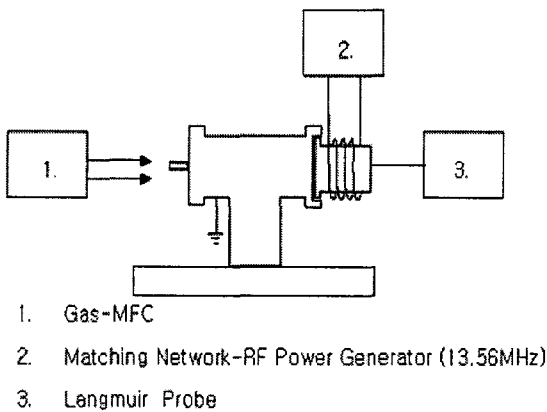 2.
1.
3.
1. Gas-MFC
2. Matching Network-RF Power Generator (13.56MHz)
3. Langmuir Probe